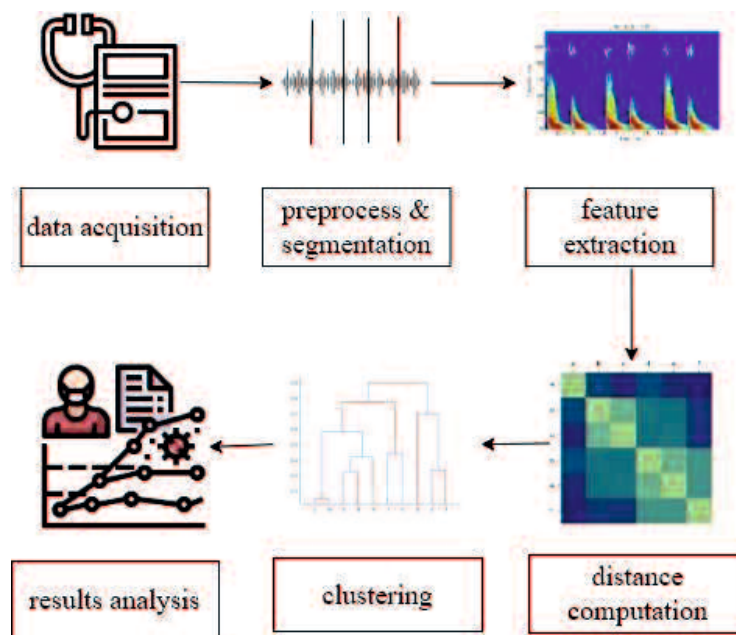 data acquisition
preprocess &
segmentation
feature
extraction
results analysis
clustering
distance
computation